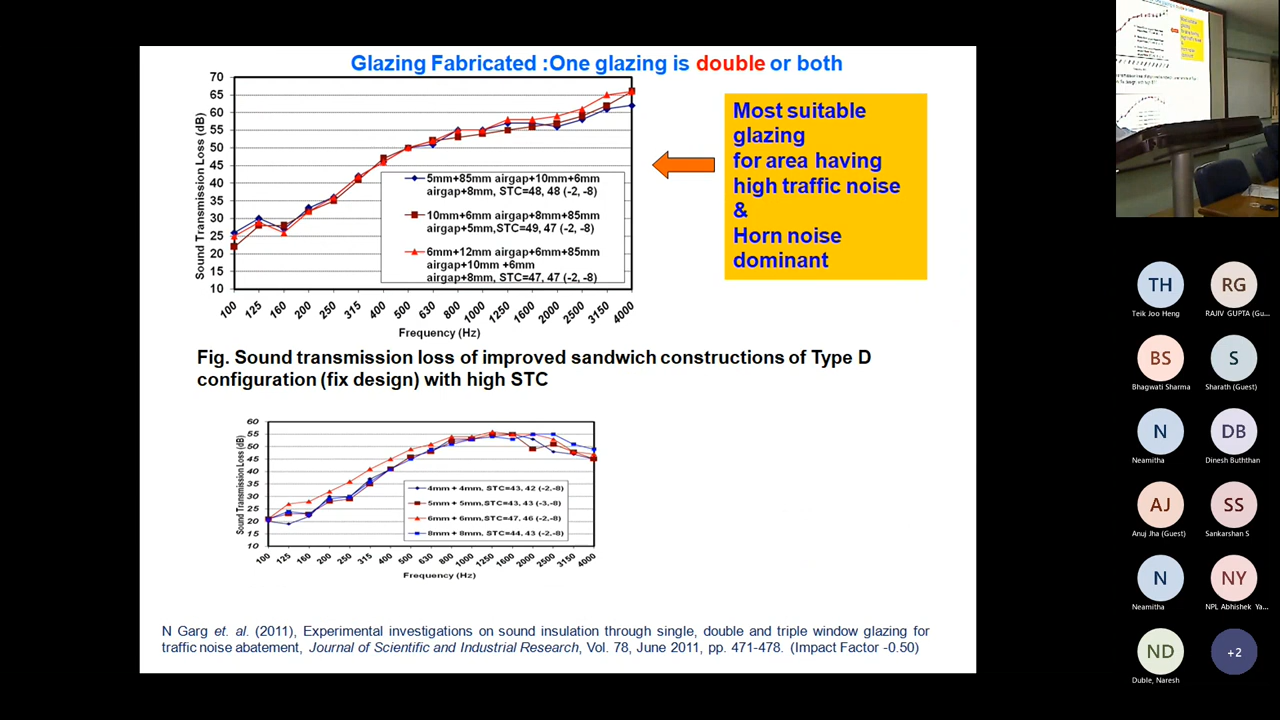 Glazing Fabricated :One glazing is double or both
Sound Transmission Loss (dB)
70
65
60
55
50
45
40
35
30
25
20
15
10
5mm+85mm airgap+10mm+6mm
airgap+8mm, STC=48, 48 (-2, -8)
10mm+6mm airgap+8mm+85mm
airgap+5mm,STC=49, 47 (-2, -8)
6mm+12mm airgap+6mm+85mm
airgap+10mm +6mm
airgap+8mm, STC=47, 47 (-2, -8)
100 125 160 200 250 315 400 500 630 800 1000 1250 1600 2000 2500 3150 4000
Frequency (Hz)
Most suitable
glazing
for area having
high traffic noise
&
Horn noise
dominant
Fig. Sound transmission loss of improved sandwich constructions of Type D
configuration (fix design) with high STC
Sound Transmission Loss (dB)
60
55
50
45
40
35
30
25
20
15
10
4mm + 4mm, STC=43, 42 (-2,-8)
5mm + 5mm,STC=43, 43 (-3,-8)
6mm + 6mm,STC=47, 46 (-2,-8)
8mm + 8mm, STC=44, 43 (-2,-8)
100 125 160 200 250 315 400 500 630 800 1000 1250 1600 2000 2500 3150 4000
Frequency (Hz)
N Garg et. al. (2011), Experimental investigations on sound insulation through single, double and triple window glazing for
traffic noise abatement, Journal of Scientific and Industrial Research, Vol. 78, June 2011, pp. 471-478. (Impact Factor -0.50)
TH
Teik Joo Heng
RG
RAJIV GUPTA (Gu...
BS
Bhagwati Sharma
S
Sharath (Guest)
N
Neamitha
DB
Dinesh Buththan
AJ
Anuj Jha (Guest)
SS
Sankarshan S
N
Neamitha
NY
NPL Abhishek Ya...
ND
Duble, Naresh
+2